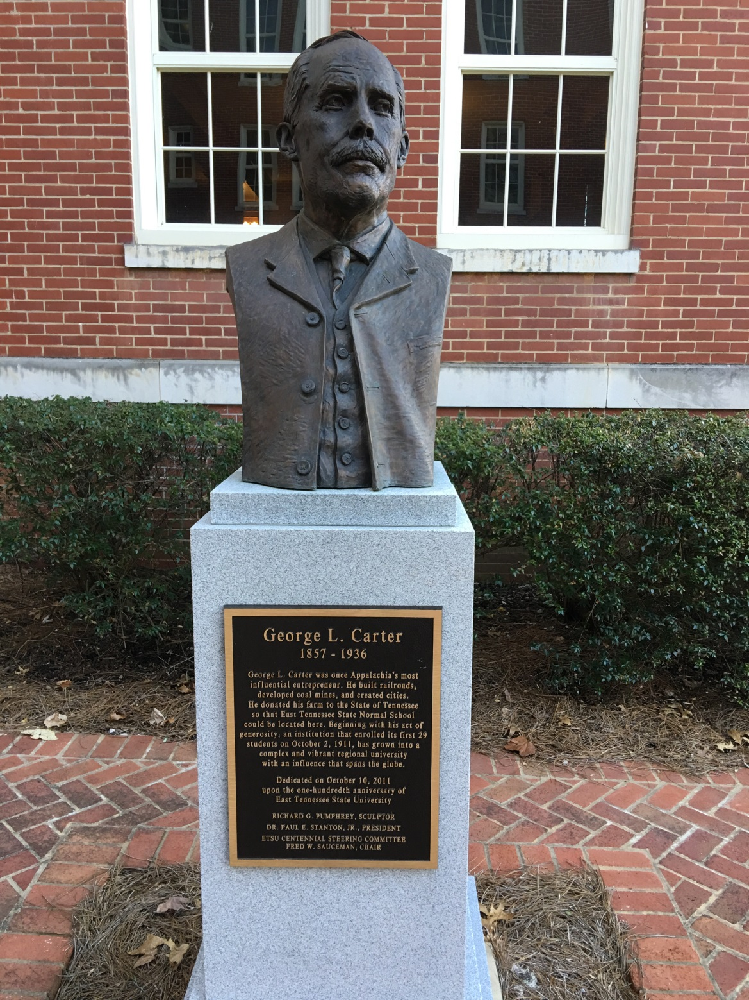 George L. Carter
1857 - 1936
George L. Carter was once Appalachia's most
influential entrepreneur. He built railroads,
developed coal mines, and created cities.
He donated his farm to the State of Tennessee
so that East Tennessee State Normal School
could be located here. Beginning with his act of
generosity, an institution that enrolled its first 29
students on October 2, 1911, has grown into a
complex and vibrant regional university
with an influence that spans the globe.
Dedicated on October 10, 2011
upon the one-hundredth anniversary of
East Tennessee State University
RICHARD G. PUMPHREY, SCULPTOR
DR. PAUL E. STANTON, JR., PRESIDENT
ETSU CENTENNIAL STEERING COMMITTEE
FRED W. SAUCEMAN, CHAIR